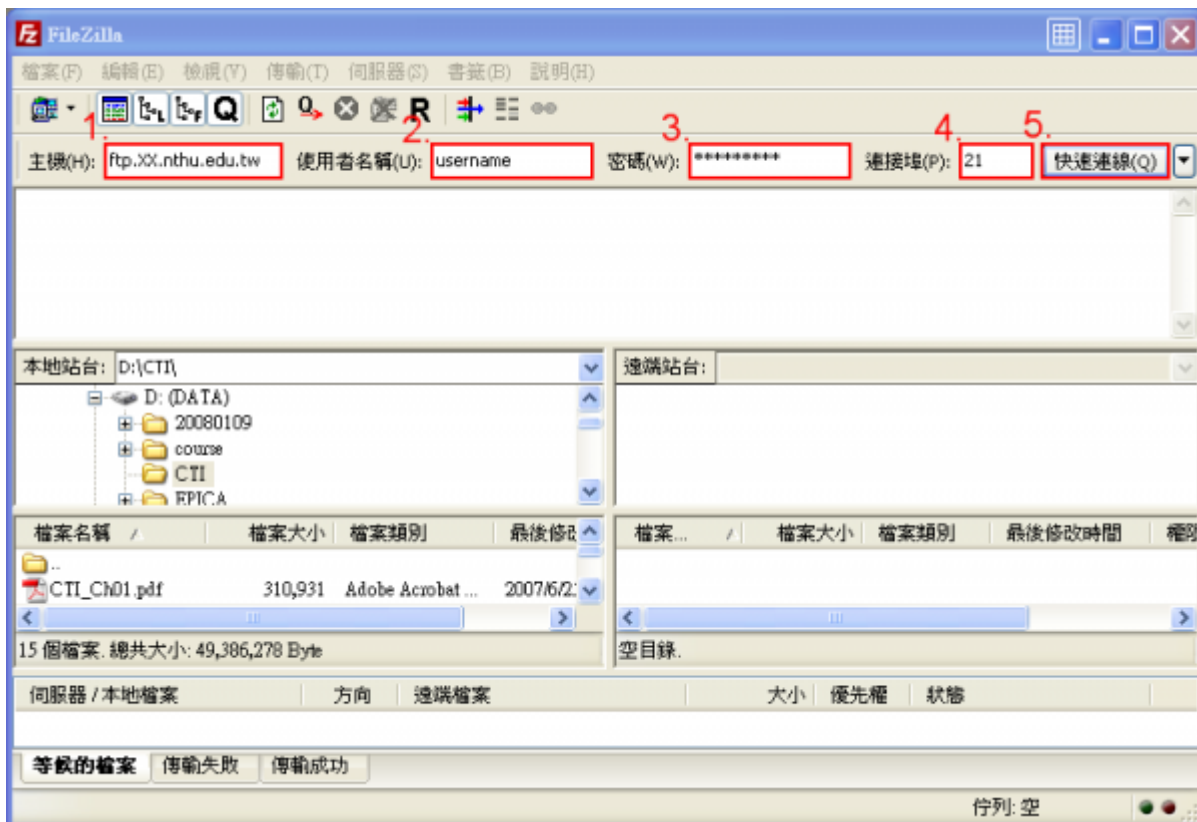 FileZilla
檔案(F) 編輯(E) 檢視(V) 傳輸(T) 伺服器(S) 書籤(B) 說明(H)
1. 2. 3. 4. 5.
主機(H): ftp.XX.nthu.edu.tw 使用者名稱(U): username 密碼(W): ********* 連接埠(P): 21 快速連線(Q)
本地站台: D:\CTI\ 遠端站台:
D: (DATA)
20080109
course
CTI
EPICA
檔案名稱 檔案大小 檔案類別 最後修改 檔案... 檔案大小 檔案類別 最後修改時間 權限
..
CTI_Ch01.pdf 310,931 Adobe Acrobat ... 2007/6/2
15 個檔案. 總共大小: 49,386,278 Byte 空目錄.
伺服器 / 本地檔案 方向 遠端檔案 大小 優先權 狀態
等候的檔案 傳輸失敗 傳輸成功
佇列: 空